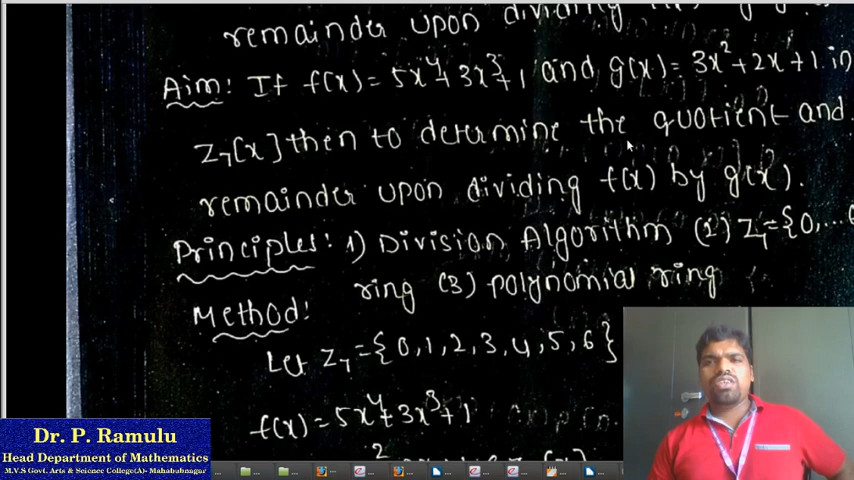 remainder upon dividing
Aim: If f(x) = 5x⁴+3x³+1 and g(x) = 3x²+2x+1 in
Z₇[x] then to determine the quotient and
remainder upon dividing f(x) by g(x).
Principles: 1) Division Algorithm (2) Z₇={0,...6
ring (3) polynomial ring
Method:
Let Z₇={0,1,2,3,4,5,6}
f(x) = 5x⁴+3x³+1
Dr. P. Ramulu
Head Department of Mathematics
M.V.S Govt. Arts & Science College(A)- Mahabubnagar